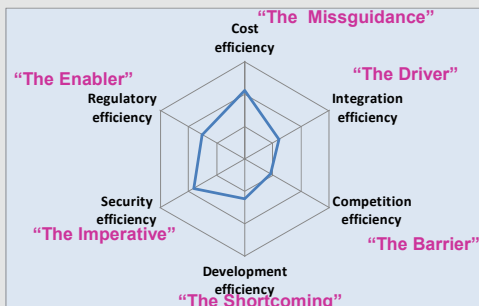 “The Missguidance”
Cost
efficiency
“The Enabler”
“The Driver”
Regulatory
efficiency
Integration
efficiency
Security
efficiency
Competition
efficiency
“The Imperative”
“The Barrier”
Development
efficiency
“The Shortcoming”